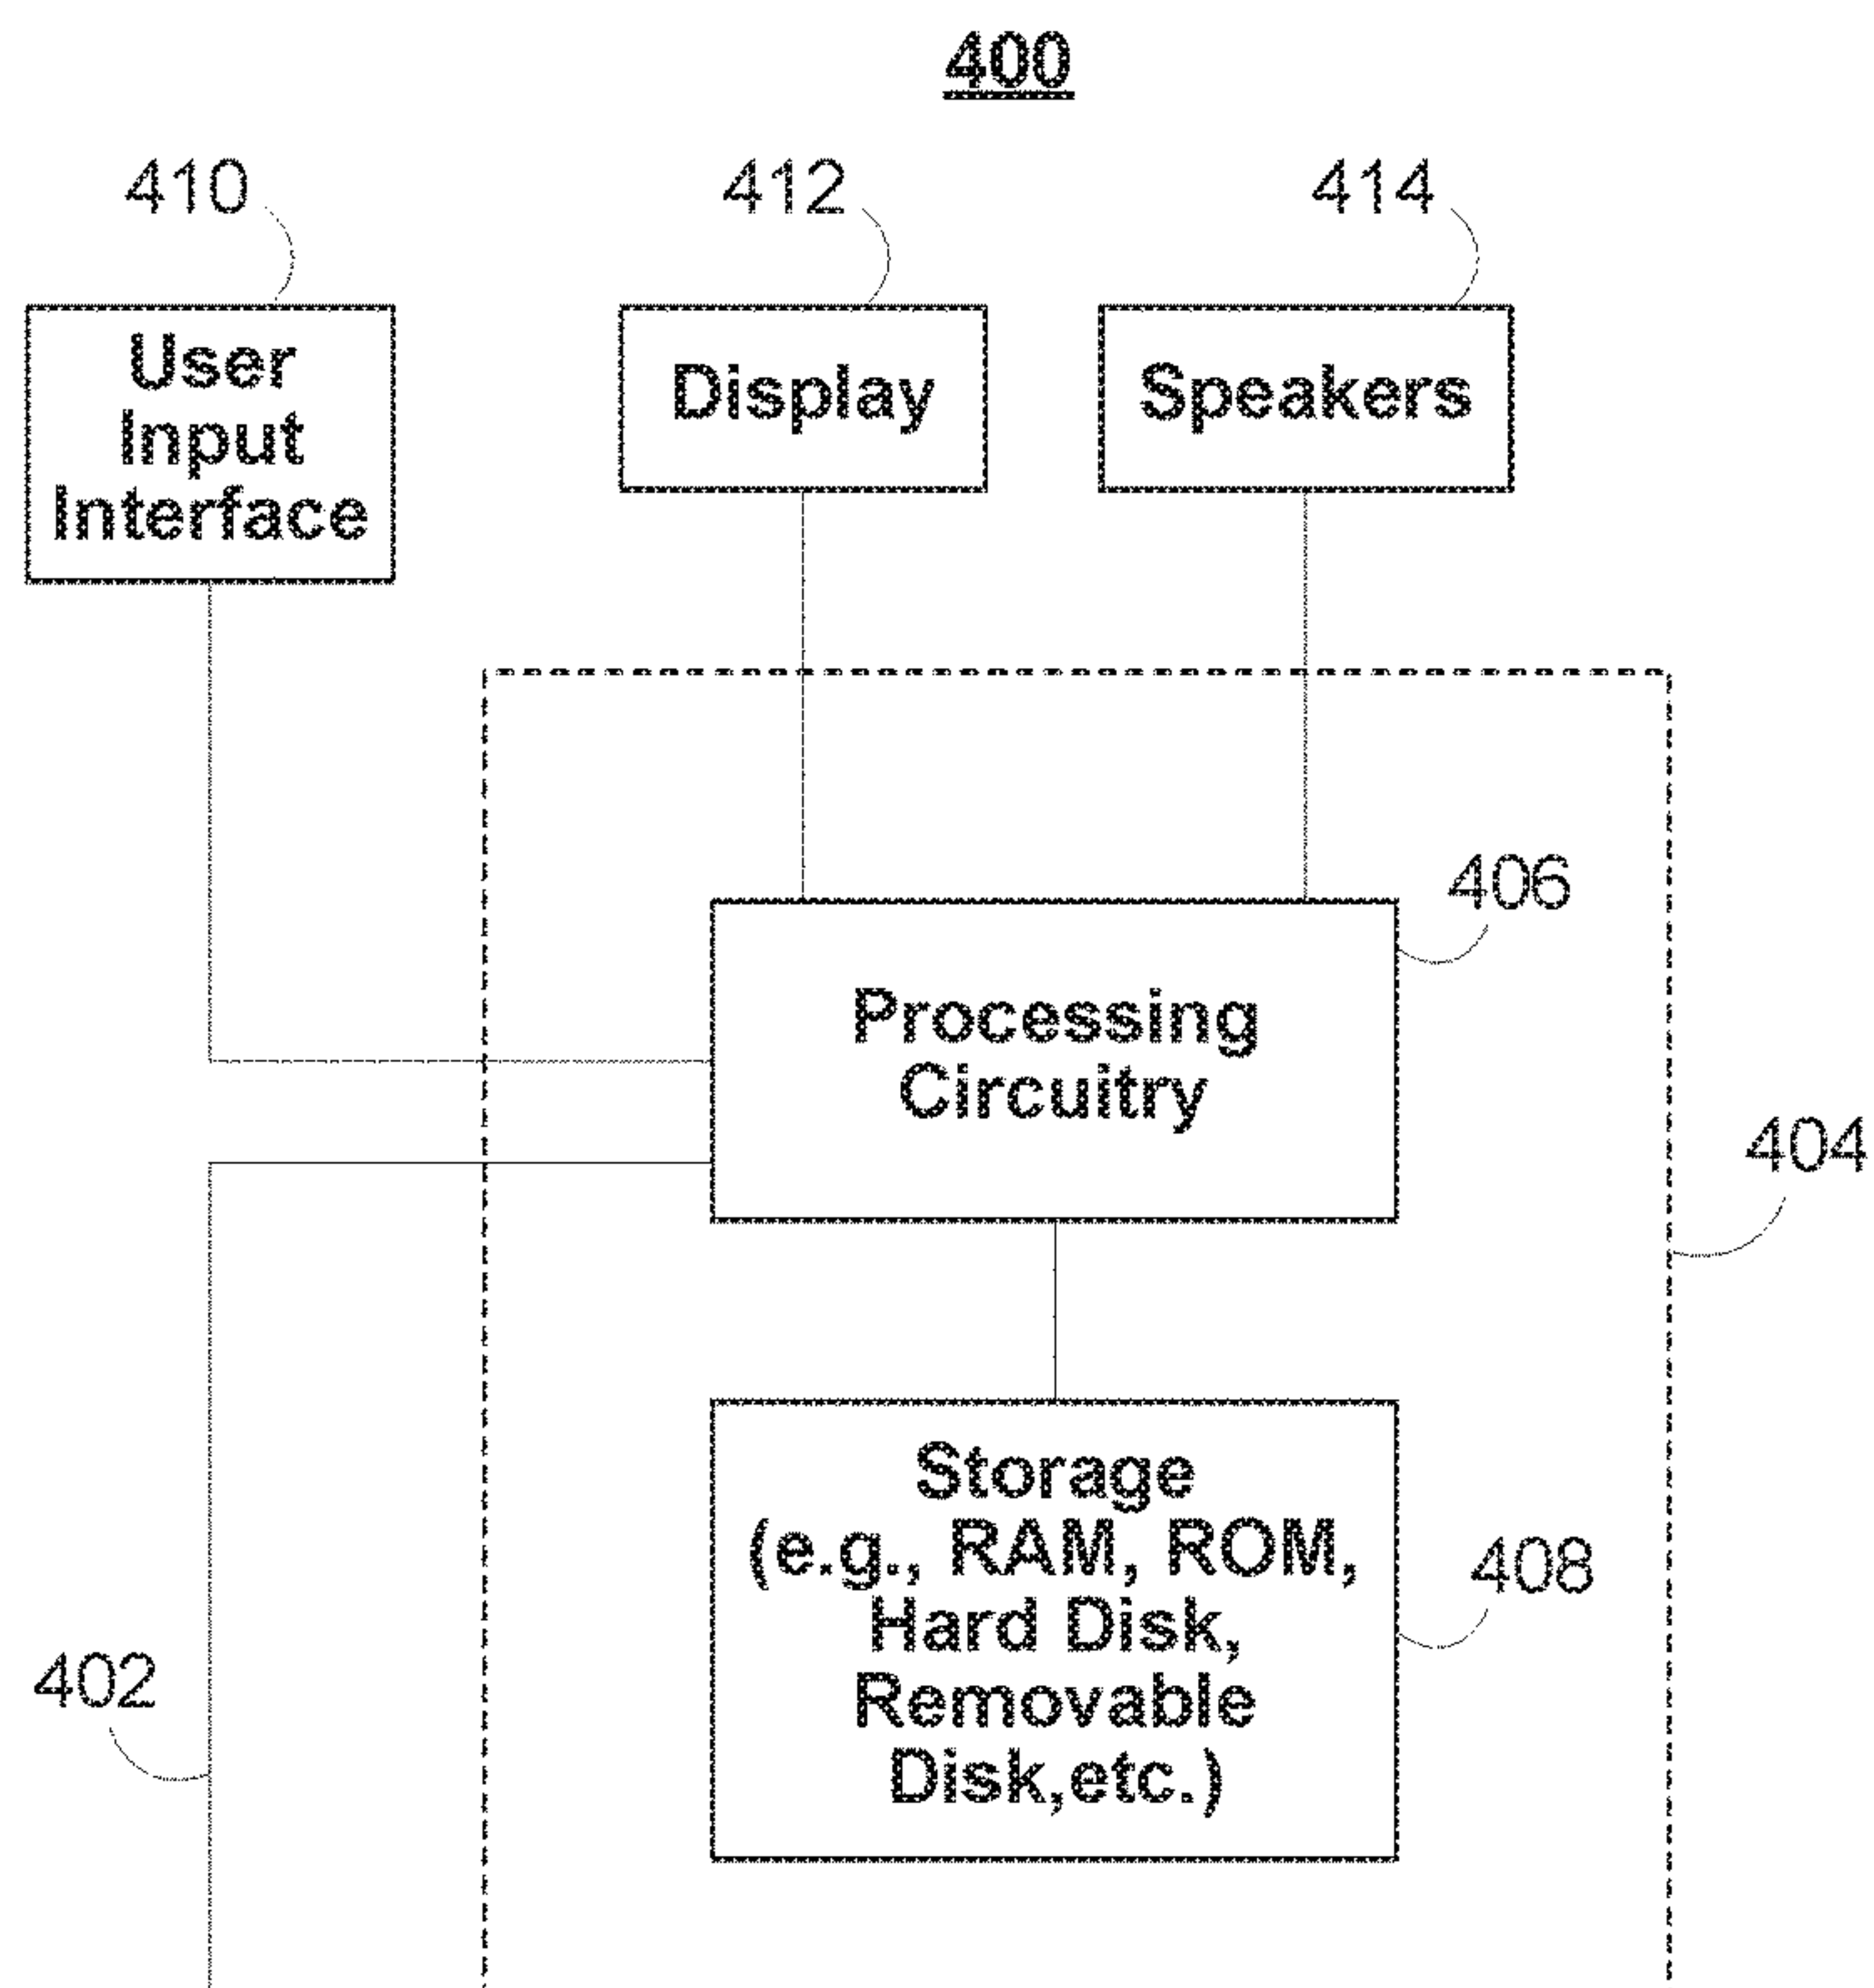 400
410
412
414
User
Input
Interface
Display
Speakers
406
Processing
Circuitry
404
Storage
(e.g., RAM, ROM,
Hard Disk,
Removable
Disk,etc.)
408
402